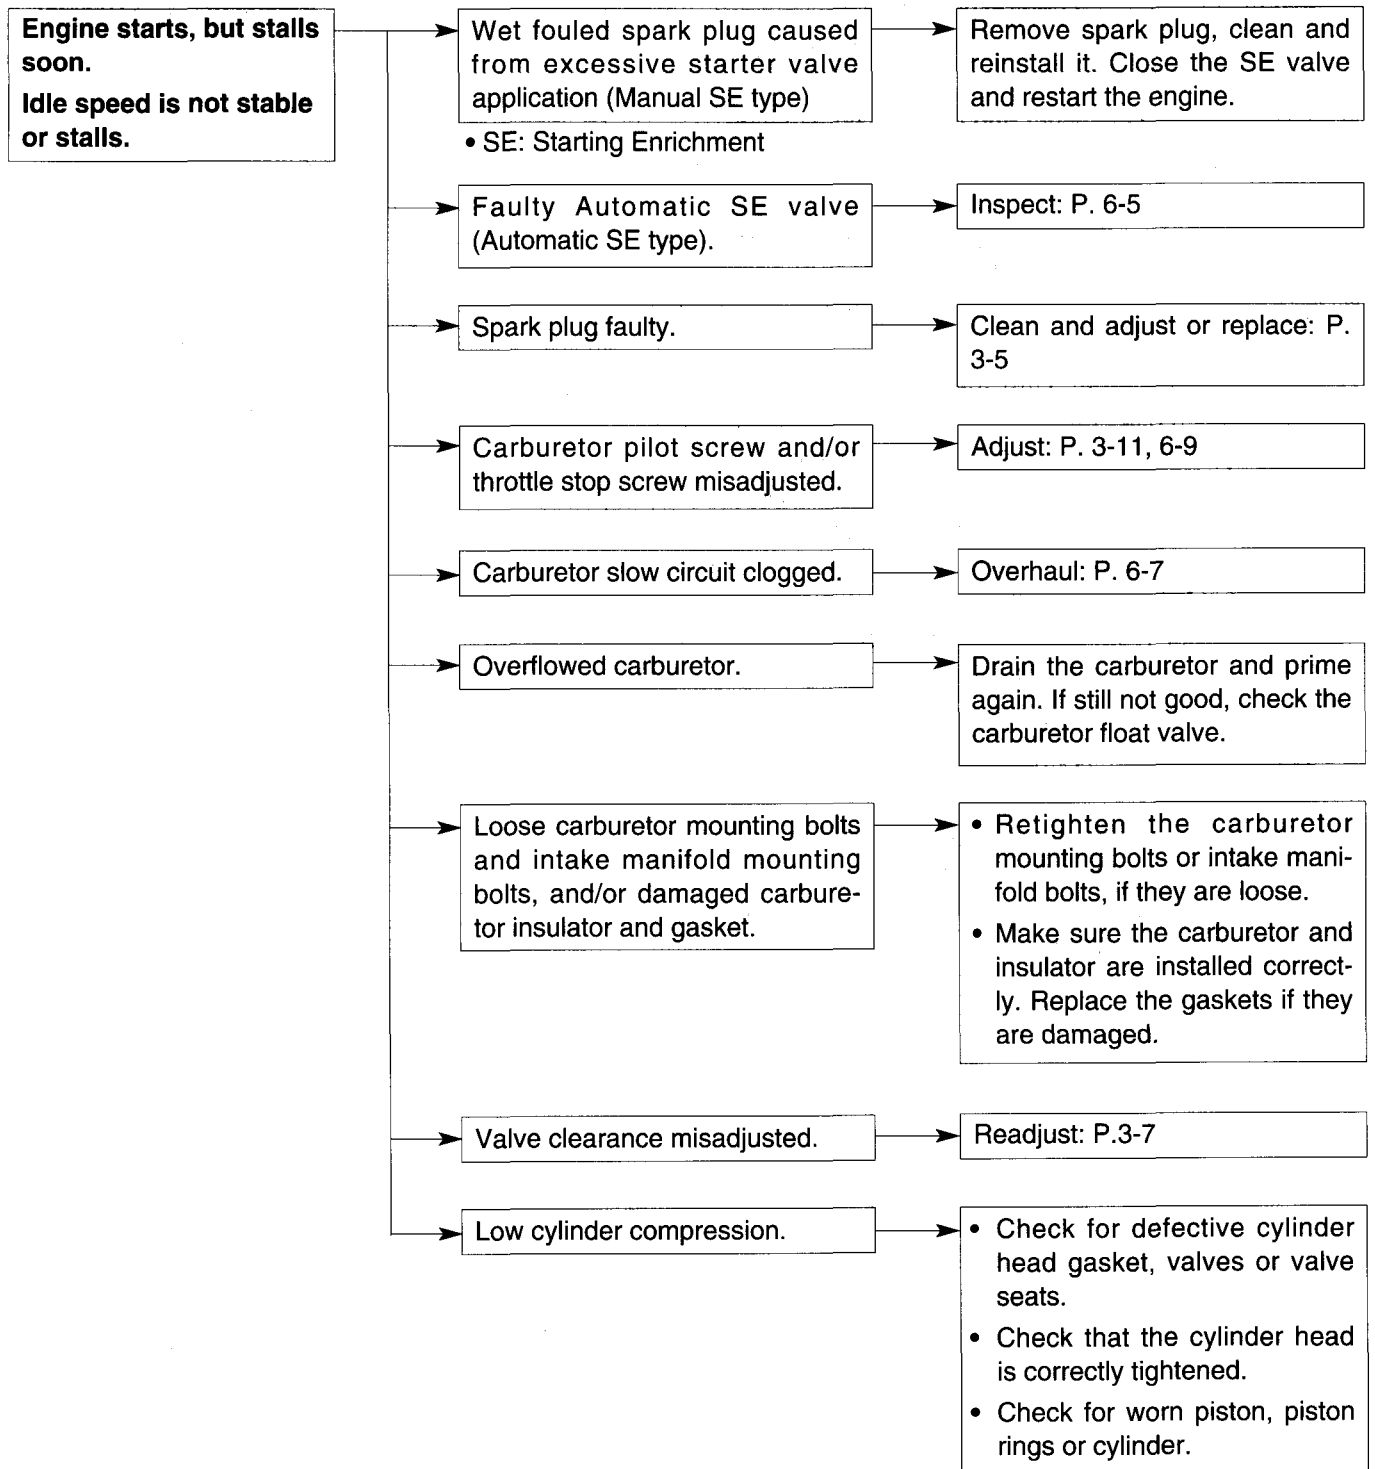 Engine starts, but stalls
soon.
Idle speed is not stable
or stalls.
Wet fouled spark plug caused
from excessive starter valve
application (Manual SE type)
• SE: Starting Enrichment
Remove spark plug, clean and
reinstall it. Close the SE valve
and restart the engine.
Faulty Automatic SE valve
(Automatic SE type).
Inspect: P. 6-5
Spark plug faulty.
Clean and adjust or replace: P.
3-5
Carburetor pilot screw and/or
throttle stop screw misadjusted.
Adjust: P. 3-11, 6-9
Carburetor slow circuit clogged.
Overhaul: P. 6-7
Overflowed carburetor.
Drain the carburetor and prime
again. If still not good, check the
carburetor float valve.
Loose carburetor mounting bolts
and intake manifold mounting
bolts, and/or damaged carbure-
tor insulator and gasket.
• Retighten the carburetor
mounting bolts or intake mani-
fold bolts, if they are loose.
• Make sure the carburetor and
insulator are installed correct-
ly. Replace the gaskets if they
are damaged.
Valve clearance misadjusted.
Readjust: P.3-7
Low cylinder compression.
• Check for defective cylinder
head gasket, valves or valve
seats.
• Check that the cylinder head
is correctly tightened.
• Check for worn piston, piston
rings or cylinder.